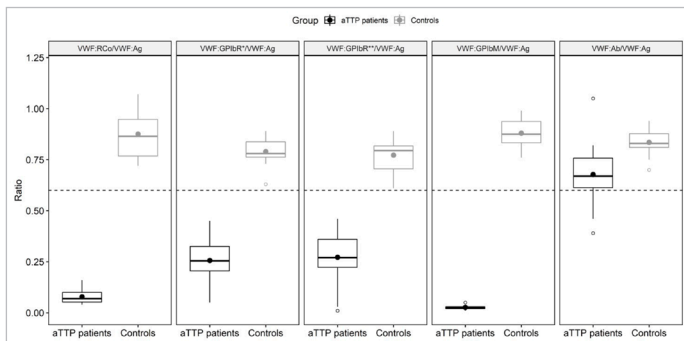 Group aTTP patients Controls
VWF:RCo/VWF:Ag VWF:GPIbR*/VWF:Ag VWF:GPIbR**/VWF:Ag VWF:GPIbM/VWF:Ag VWF:Ab/VWF:Ag
1.25
1.00
0.75
0.50
0.25
0.00
Ratio
aTTP patients Controls aTTP patients Controls aTTP patients Controls aTTP patients Controls aTTP patients Controls